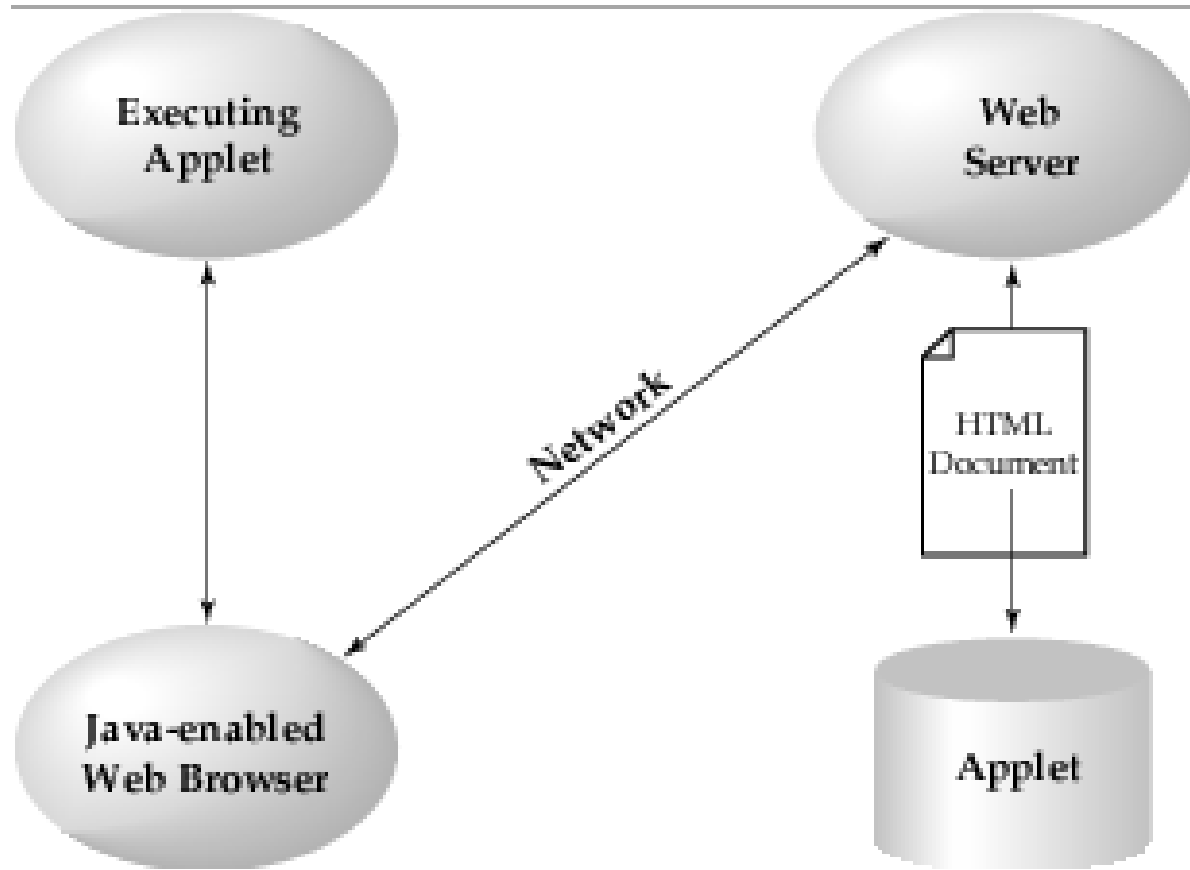 Executing
Applet
Web
Server
Network
HTML
Document
Java-enabled
Web Browser
Applet